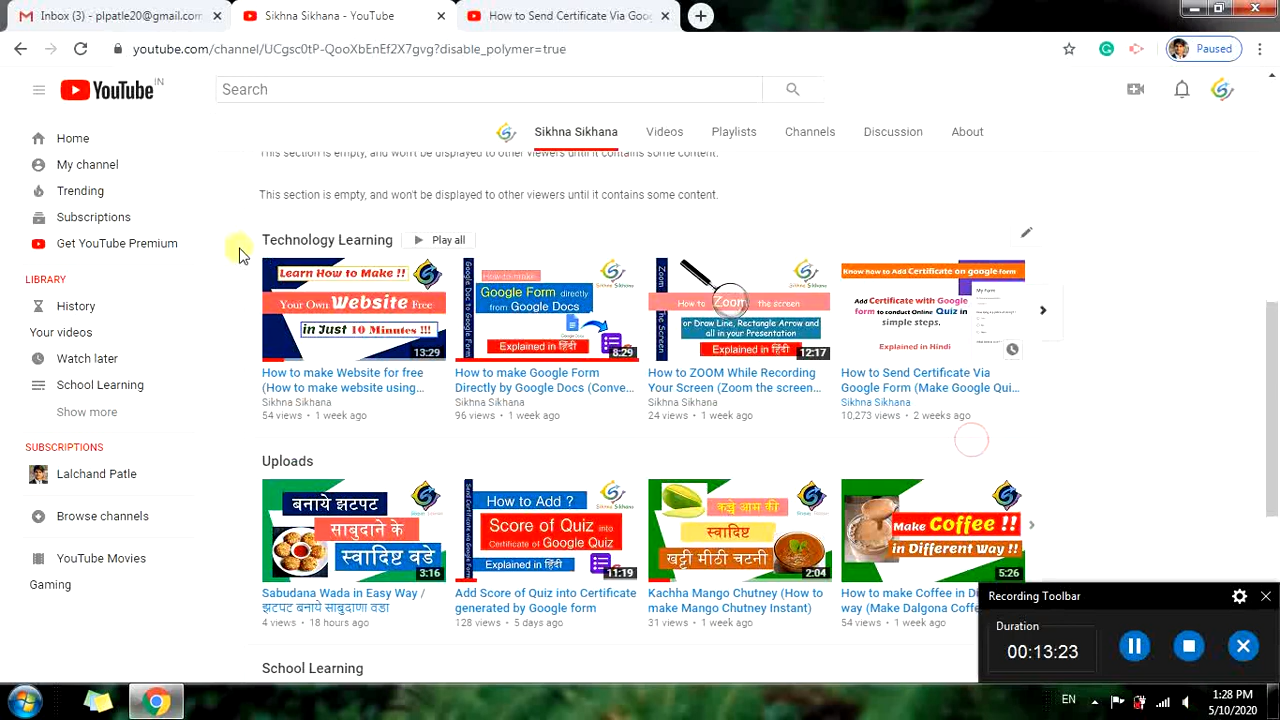 Inbox (3) - plpatle20@gmail.com
Sikhna Sikhana - YouTube
How to Send Certificate Via Goo
youtube.com/channel/UCgsc0tP-QooXbEnEf2X7gvg?disable_polymer=true
Paused
YouTube IN
Search
Sikhna Sikhana
Videos
Playlists
Channels
Discussion
About
Home
My channel
Trending
Subscriptions
Get YouTube Premium
LIBRARY
History
Your videos
Watch later
School Learning
Show more
SUBSCRIPTIONS
Lalchand Patle
Browse channels
YouTube Movies
Gaming
This section is empty, and won't be displayed to other viewers until it contains some content.
This section is empty, and won't be displayed to other viewers until it contains some content.
Technology Learning
Play all
Learn How to Make !!
Your Own Website Free
in Just 10 Minutes !!!
13:29
How to make Website for free
(How to make website using...
Sikhna Sikhana
54 views • 1 week ago
Google Form directly
from Google Docs
Explained in हिंदी
8:29
How to make Google Form
Directly by Google Docs (Conve...
Sikhna Sikhana
96 views • 1 week ago
Zoom
How to Zoom the screen
or Draw Line, Rectangle Arrow and
all in your Presentation
Explained in हिंदी
12:17
How to ZOOM While Recording
Your Screen (Zoom the screen...
Sikhna Sikhana
24 views • 1 week ago
Know how to Add Certificate on google form
Add Certificate with Google
form to conduct Online Quiz in
simple steps.
Explained in Hindi
My Form
How to Send Certificate Via
Google Form (Make Google Qui...
Sikhna Sikhana
10,273 views • 2 weeks ago
Uploads
बनाये झटपट
साबुदाने के
स्वादिष्ट वडे
3:16
Sabudana Wada in Easy Way /
झटपट बनाये साबुदाणा वडा
4 views • 18 hours ago
Send Certificate via Google Form
How to Add ?
Score of Quiz into
Certificate of Google Quiz
Explained in हिंदी
11:19
Add Score of Quiz into Certificate
generated by Google form
128 views • 5 days ago
कच्चे आम की
स्वादिष्ट
खट्टी मीठी चटनी
2:04
Kachha Mango Chutney (How to
make Mango Chutney Instant)
31 views • 1 week ago
Make Coffee !!
in Different Way !!
5:26
How to make Coffee in Di
way (Make Dalgona Coffe
54 views • 1 week ago
School Learning
Recording Toolbar
Duration
00:13:23
EN
1:28 PM
5/10/2020